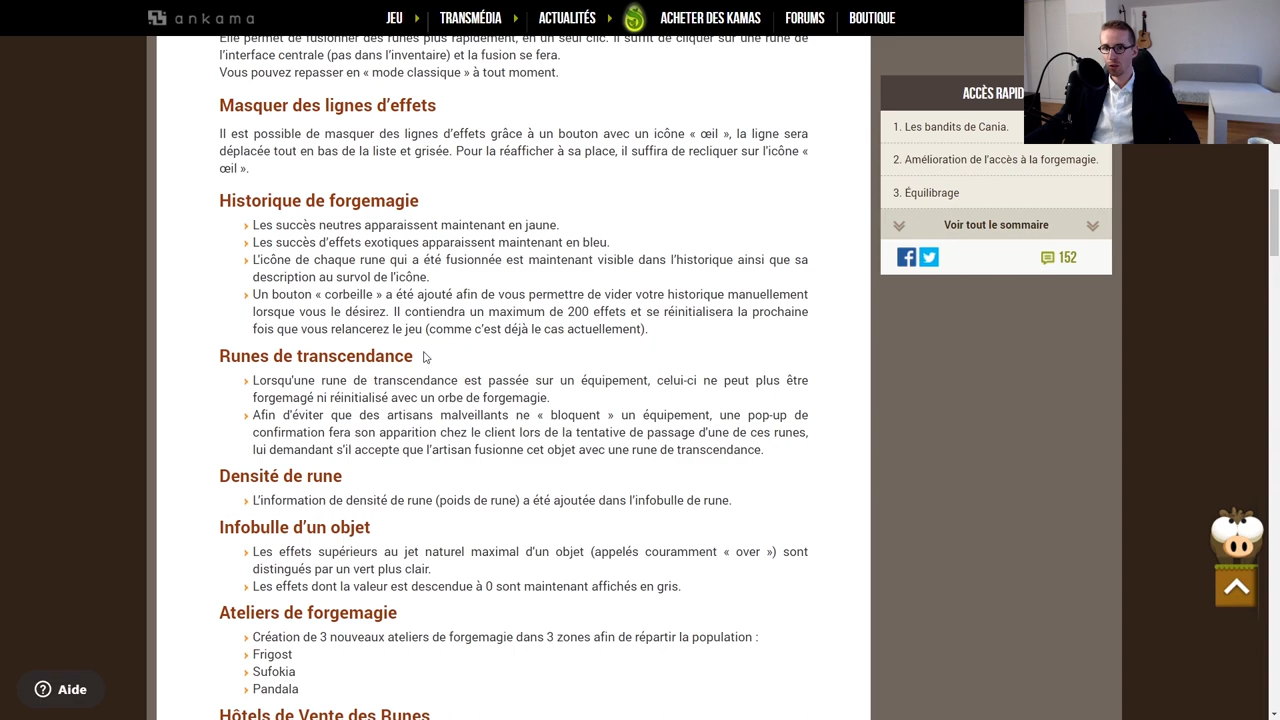 ankama
JEU
TRANSMÉDIA
ACTUALITÉS
ACHETER DES KAMAS
FORUMS
BOUTIQUE
Elle permet de fusionner des runes plus rapidement, en un seul clic. Il suffit de cliquer sur une rune de
l'interface centrale (pas dans l'inventaire) et la fusion se fera.
Vous pouvez repasser en « mode classique » à tout moment.
Masquer des lignes d'effets
Il est possible de masquer des lignes d'effets grâce à un bouton avec un icône « œil », la ligne sera
déplacée tout en bas de la liste et grisée. Pour la réafficher à sa place, il suffira de recliquer sur l'icône «
œil ».
Historique de forgemagie
Les succès neutres apparaissent maintenant en jaune.
Les succès d'effets exotiques apparaissent maintenant en bleu.
L'icône de chaque rune qui a été fusionnée est maintenant visible dans l'historique ainsi que sa
description au survol de l'icône.
Un bouton « corbeille » a été ajouté afin de vous permettre de vider votre historique manuellement
lorsque vous le désirez. Il contiendra un maximum de 200 effets et se réinitialisera la prochaine
fois que vous relancerez le jeu (comme c'est déjà le cas actuellement).
Runes de transcendance
Lorsqu'une rune de transcendance est passée sur un équipement, celui-ci ne peut plus être
forgemagé ni réinitialisé avec un orbe de forgemagie.
Afin d'éviter que des artisans malveillants ne « bloquent » un équipement, une pop-up de
confirmation fera son apparition chez le client lors de la tentative de passage d'une de ces runes,
lui demandant s'il accepte que l'artisan fusionne cet objet avec une rune de transcendance.
Densité de rune
L'information de densité de rune (poids de rune) a été ajoutée dans l'infobulle de rune.
Infobulle d'un objet
Les effets supérieurs au jet naturel maximal d'un objet (appelés couramment « over ») sont
distingués par un vert plus clair.
Les effets dont la valeur est descendue à 0 sont maintenant affichés en gris.
Ateliers de forgemagie
Création de 3 nouveaux ateliers de forgemagie dans 3 zones afin de répartir la population :
Frigost
Sufokia
Pandala
Hôtels de Vente des Runes
ACCÈS RAPID
1. Les bandits de Cania.
2. Amélioration de l'accès à la forgemagie.
3. Équilibrage
Voir tout le sommaire
152
Aide